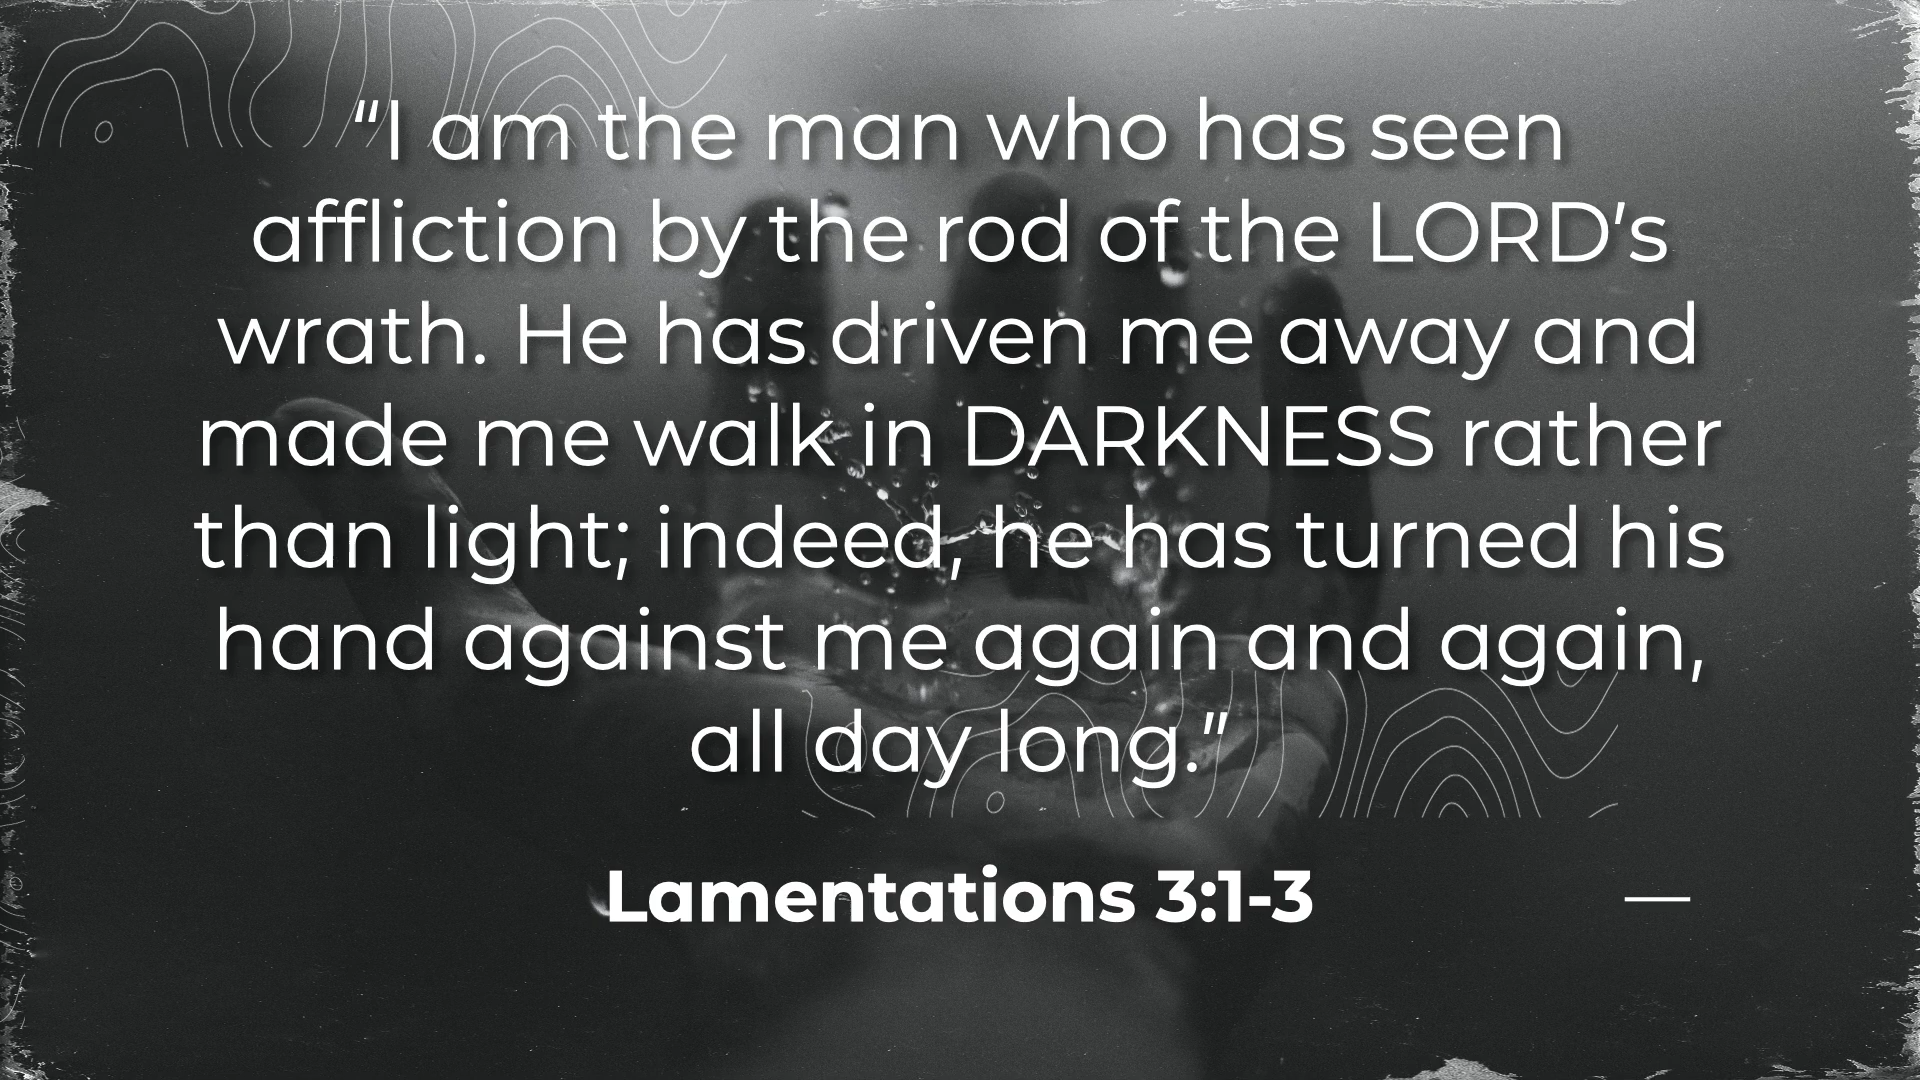 “I am the man who has seen
affliction by the rod of the LORD’s
wrath. He has driven me away and
made me walk in DARKNESS rather
than light; indeed, he has turned his
hand against me again and again,
all day long.”
Lamentations 3:1-3